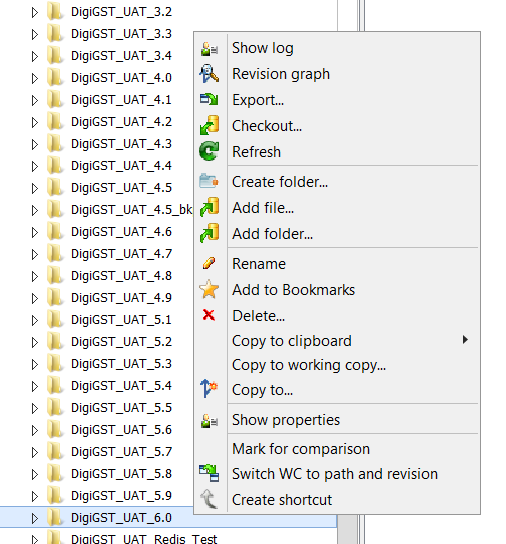 DigiGST_UAT_3.2
DigiGST_UAT_3.3
DigiGST_UAT_3.4
DigiGST_UAT_4.0
DigiGST_UAT_4.1
DigiGST_UAT_4.2
DigiGST_UAT_4.3
DigiGST_UAT_4.4
DigiGST_UAT_4.5
DigiGST_UAT_4.5_bk
DigiGST_UAT_4.6
DigiGST_UAT_4.7
DigiGST_UAT_4.8
DigiGST_UAT_4.9
DigiGST_UAT_5.1
DigiGST_UAT_5.2
DigiGST_UAT_5.3
DigiGST_UAT_5.4
DigiGST_UAT_5.5
DigiGST_UAT_5.6
DigiGST_UAT_5.7
DigiGST_UAT_5.8
DigiGST_UAT_5.9
DigiGST_UAT_6.0
DigiGST_UAT_Redis_Test
Show log
Revision graph
Export...
Checkout...
Refresh
Create folder...
Add file...
Add folder...
Rename
Add to Bookmarks
Delete...
Copy to clipboard
Copy to working copy...
Copy to...
Show properties
Mark for comparison
Switch WC to path and revision
Create shortcut